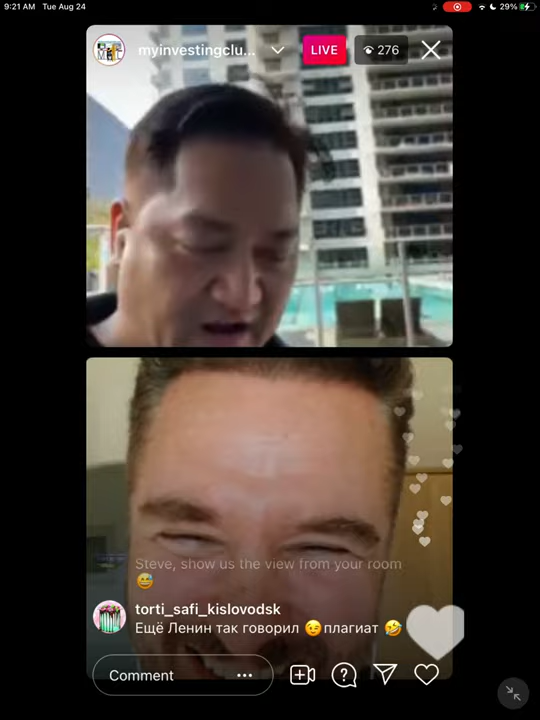 9:21 AM Tue Aug 24
29%
myinvestingclu...
LIVE
276
Steve, show us the view from your room
😅
torti_safi_kislovodsk
Ещё Ленин так говорил 😉плагиат 🤣
Comment